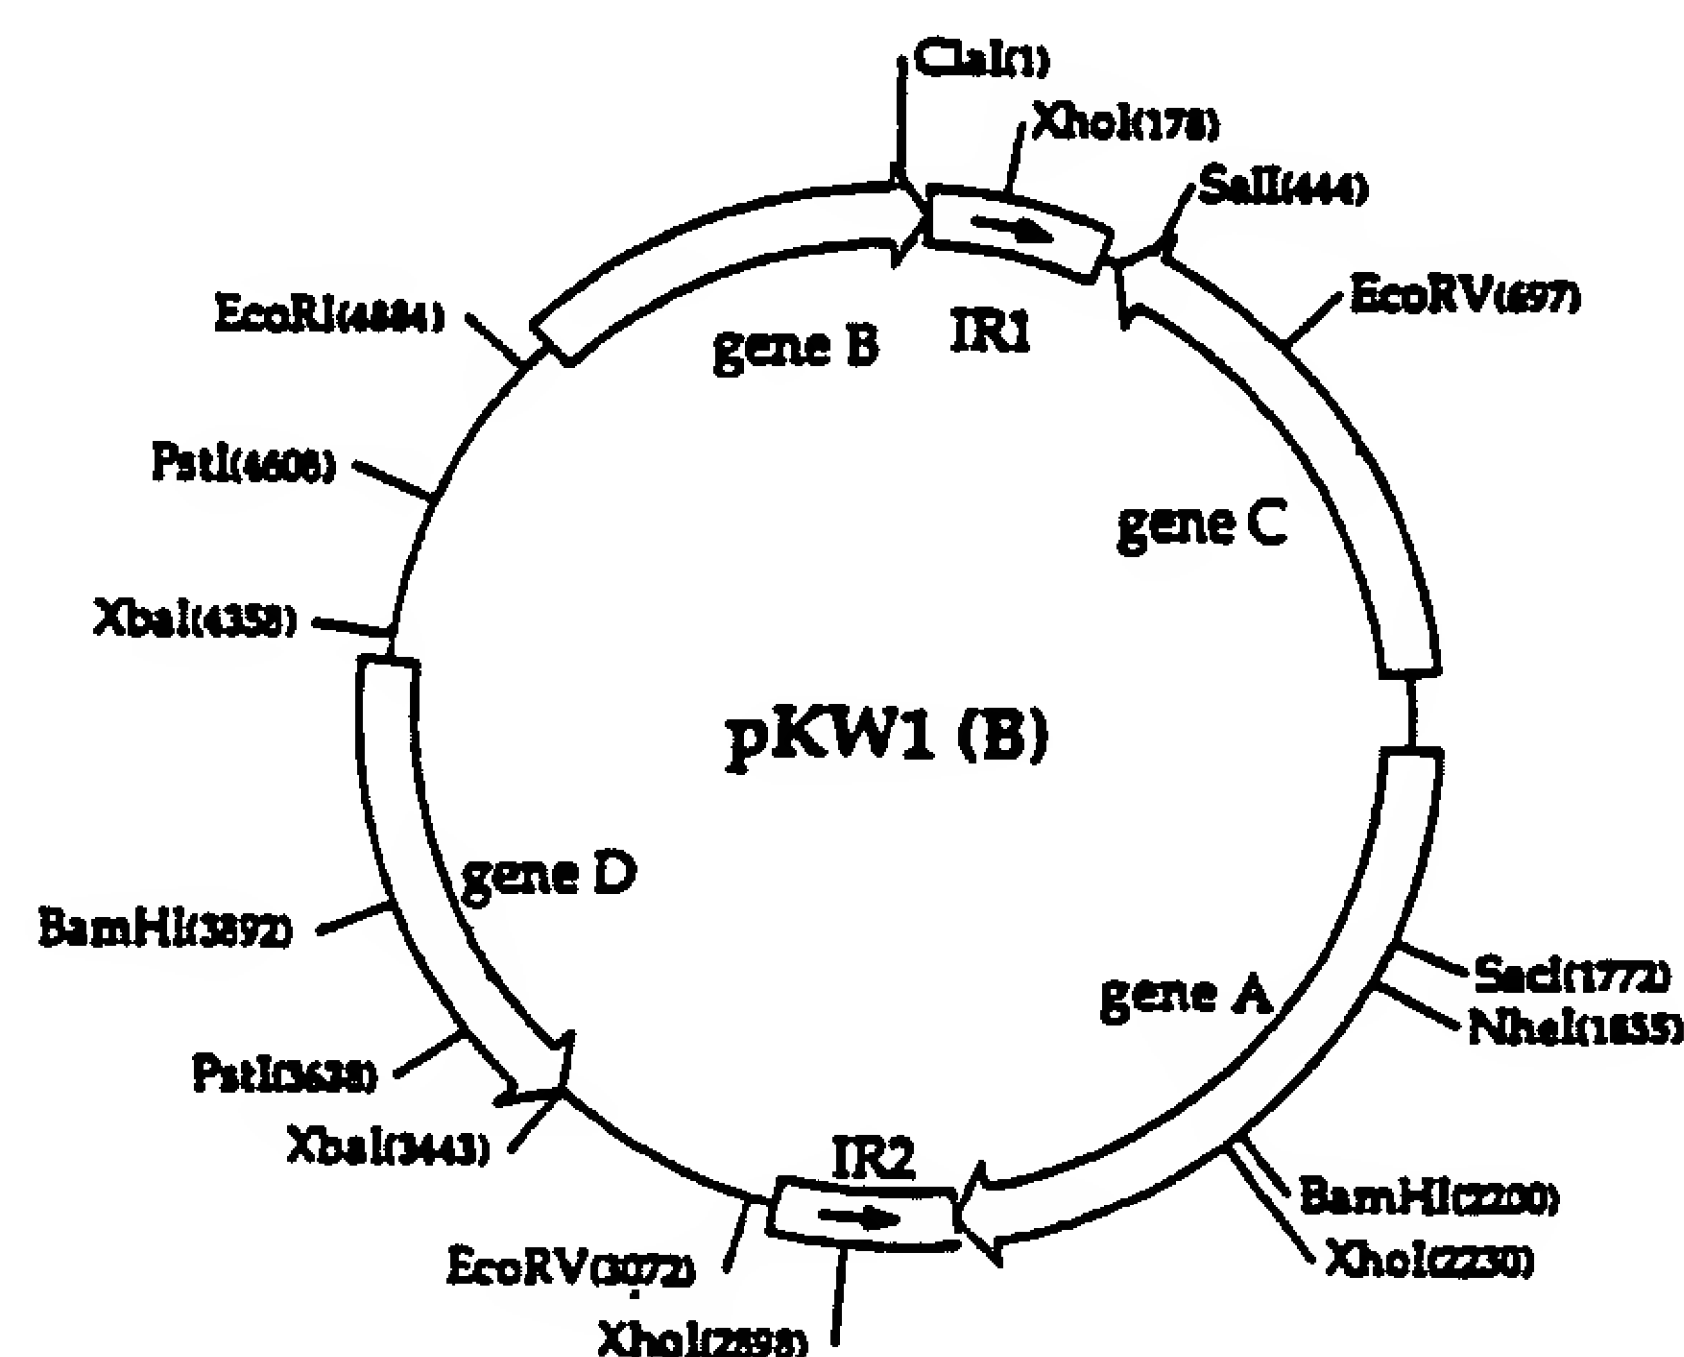 ClaI(1)
XhoI(178)
SalI(444)
EcoRV(697)
EcoRI(4884)
gene B
IR1
PstI(4608)
gene C
XbaI(4358)
pKW1 (B)
gene D
BamHI(3892)
gene A
SacI(1772)
NheI(1855)
PstI(3638)
XbaI(3443)
IR2
BamHI(2200)
XhoI(2230)
EcoRV(3072)
XhoI(2898)